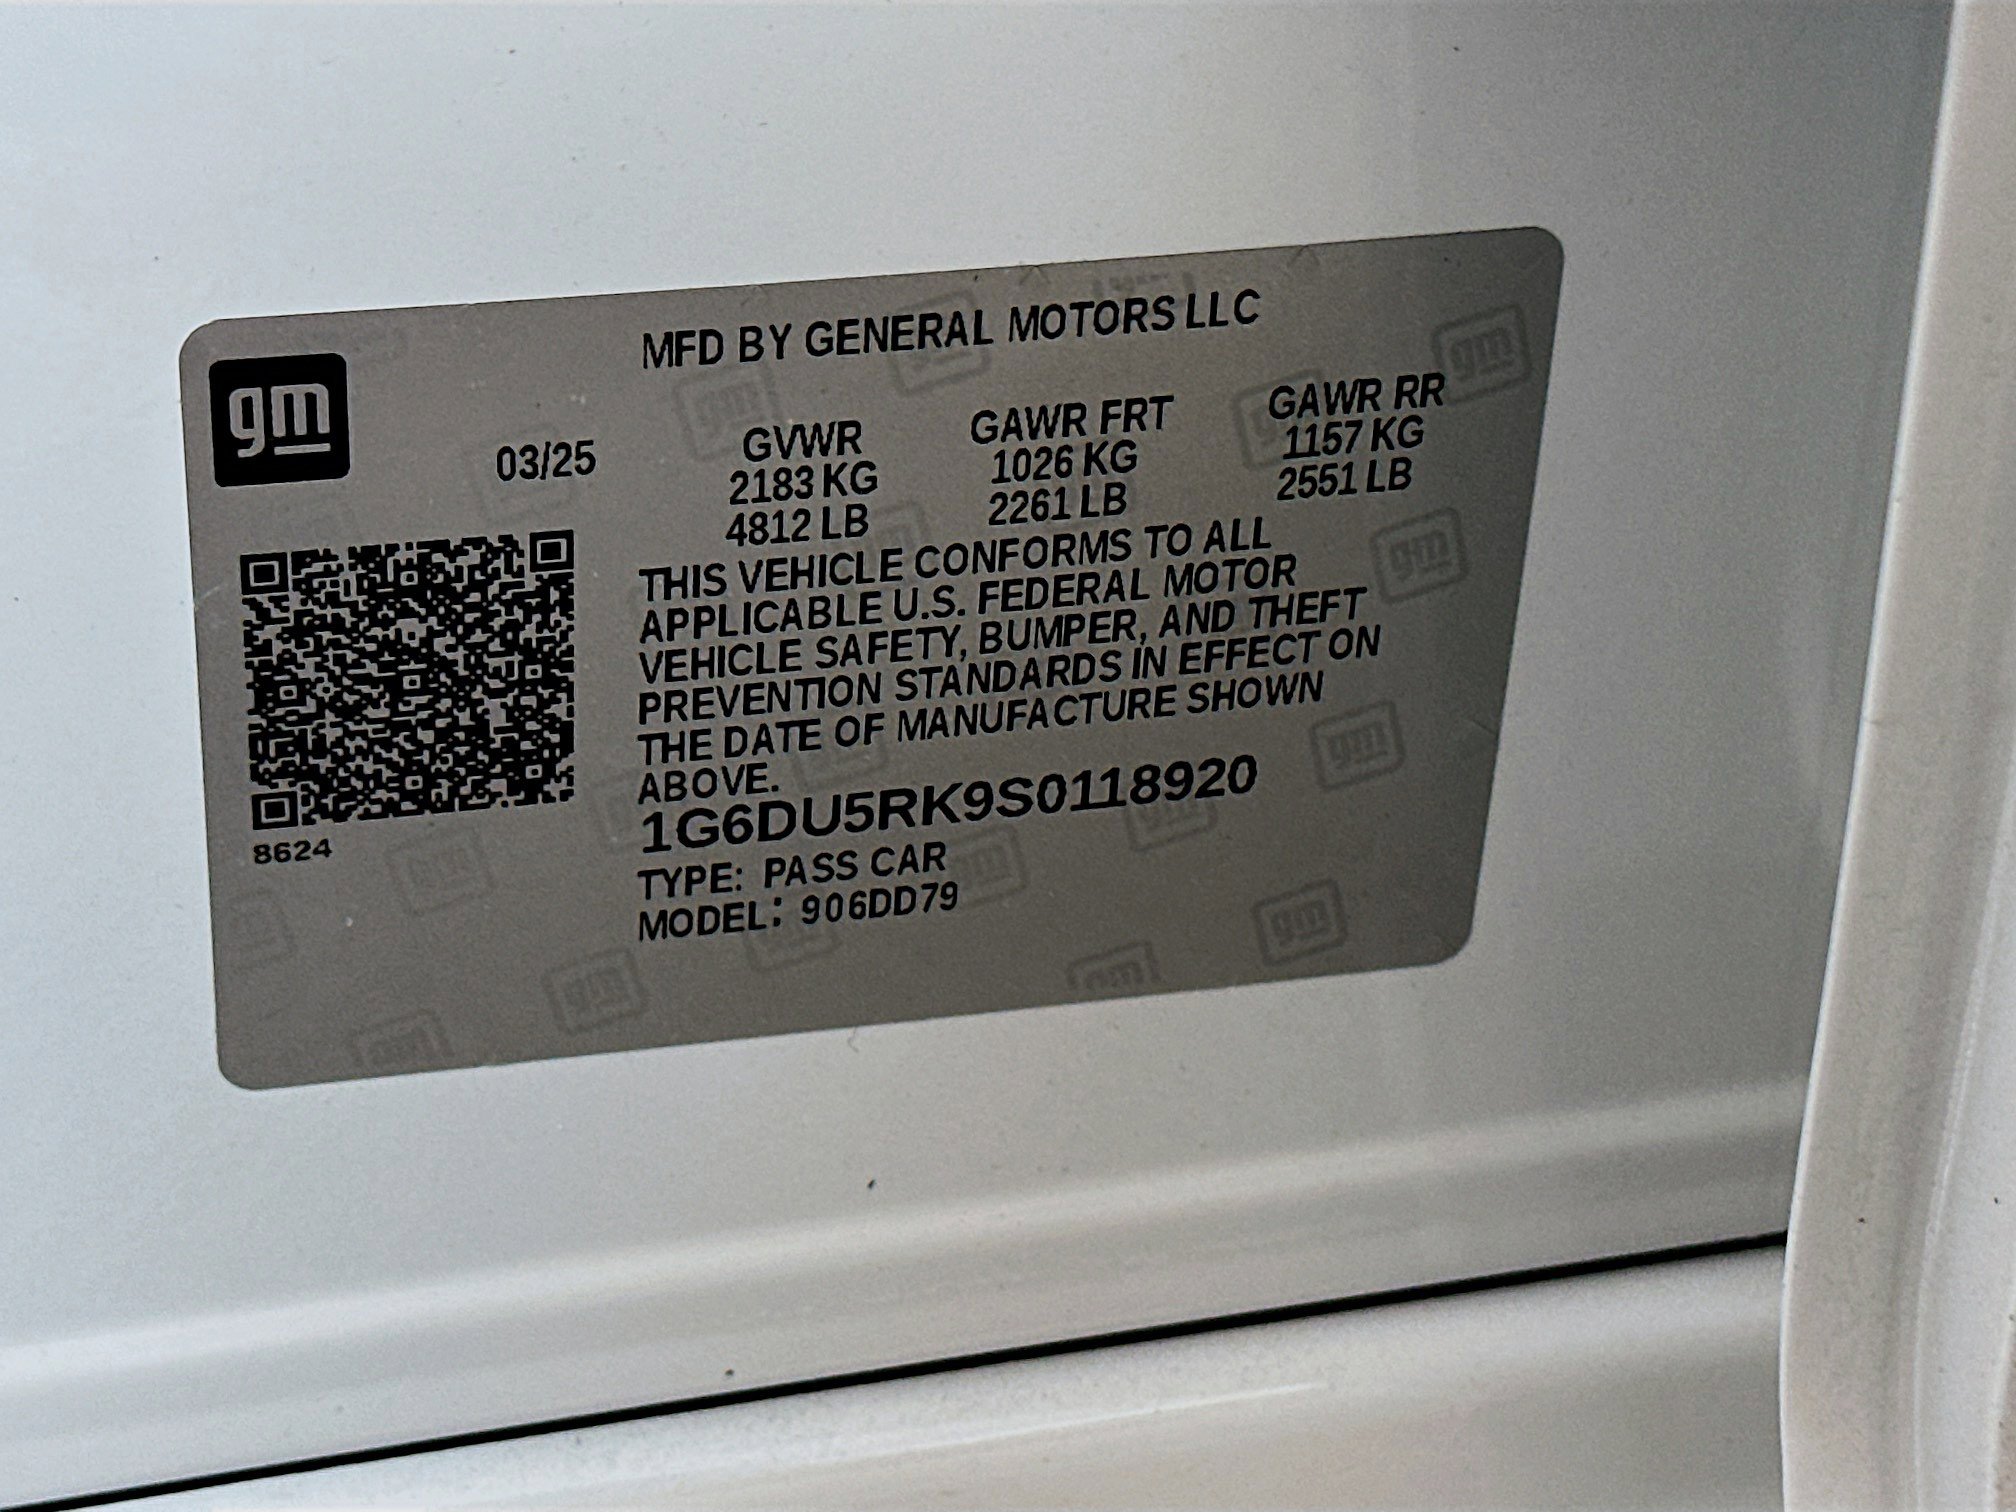 MFD BY GENERAL MOTORS LLC
gm
03/25
GVWR GAWR FRT GAWR RR
2183 KG 1026 KG 1157 KG
4812 LB 2261 LB 2551 LB
THIS VEHICLE CONFORMS TO ALL
APPLICABLE U.S. FEDERAL MOTOR
VEHICLE SAFETY, BUMPER, AND THEFT
PREVENTION STANDARDS IN EFFECT ON
THE DATE OF MANUFACTURE SHOWN
ABOVE.
8624
1G6DU5RK9S0118920
TYPE: PASS CAR
MODEL: 906DD79